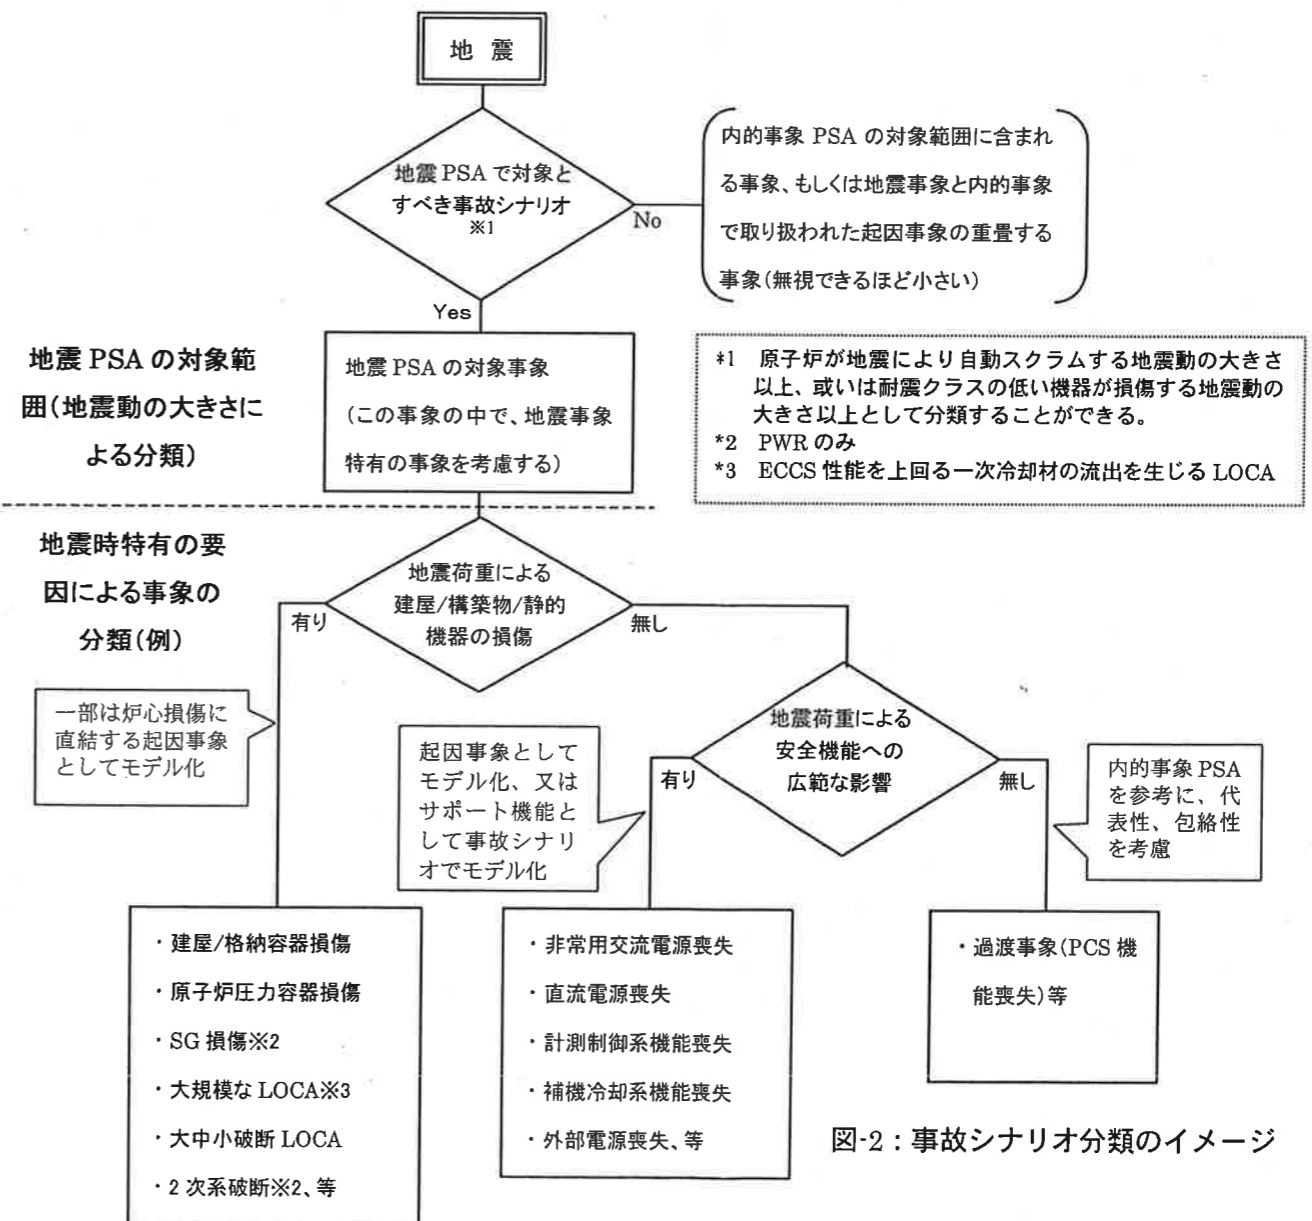 地 震
地震 PSA で対象と
すべき事故シナリオ
※1
No
Yes
内的事象 PSA の対象範囲に含まれ
る事象、もしくは地震事象と内的事象
で取り扱われた起因事象の重畳する
事象(無視できるほど小さい)
地震 PSA の対象範
囲(地震動の大きさに
よる分類)
地震 PSA の対象事象
(この事象の中で、地震事象
特有の事象を考慮する)
*1 原子炉が地震により自動スクラムする地震動の大きさ
以上、或いは耐震クラスの低い機器が損傷する地震動の
大きさ以上として分類することができる。
*2 PWR のみ
*3 ECCS 性能を上回る一次冷却材の流出を生じる LOCA
地震時特有の要
因による事象の
分類(例)
地震荷重による
建屋/構築物/静的
機器の損傷
有り
無し
一部は炉心損傷に
直結する起因事象
としてモデル化
地震荷重による
安全機能への
広範な影響
有り
無し
起因事象として
モデル化、又は
サポート機能と
して事故シナリ
オでモデル化
内的事象 PSA
を参考に、代
表性、包絡性
を考慮
・建屋/格納容器損傷
・原子炉圧力容器損傷
・SG 損傷※2
・大規模な LOCA※3
・大中小破断 LOCA
・2 次系破断※2、等
・非常用交流電源喪失
・直流電源喪失
・計測制御系機能喪失
・補機冷却系機能喪失
・外部電源喪失、等
・過渡事象(PCS 機
能喪失)等
図-2：事故シナリオ分類のイメージ